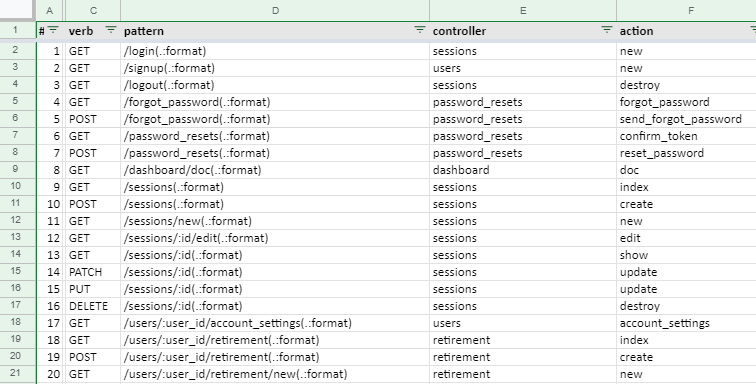 A C D E F
1 # verb pattern controller action
2 1 GET /login(.:format) sessions new
3 2 GET /signup(.:format) users new
4 3 GET /logout(.:format) sessions destroy
5 4 GET /forgot_password(.:format) password_resets forgot_password
6 5 POST /forgot_password(.:format) password_resets send_forgot_password
7 6 GET /password_resets(.:format) password_resets confirm_token
8 7 POST /password_resets(.:format) password_resets reset_password
9 8 GET /dashboard/doc(.:format) dashboard doc
10 9 GET /sessions(.:format) sessions index
11 10 POST /sessions(.:format) sessions create
12 11 GET /sessions/new(.:format) sessions new
13 12 GET /sessions/:id/edit(.:format) sessions edit
14 13 GET /sessions/:id(.:format) sessions show
15 14 PATCH /sessions/:id(.:format) sessions update
16 15 PUT /sessions/:id(.:format) sessions update
17 16 DELETE /sessions/:id(.:format) sessions destroy
18 17 GET /users/:user_id/account_settings(.:format) users account_settings
19 18 GET /users/:user_id/retirement(.:format) retirement index
20 19 POST /users/:user_id/retirement(.:format) retirement create
21 20 GET /users/:user_id/retirement/new(.:format) retirement new